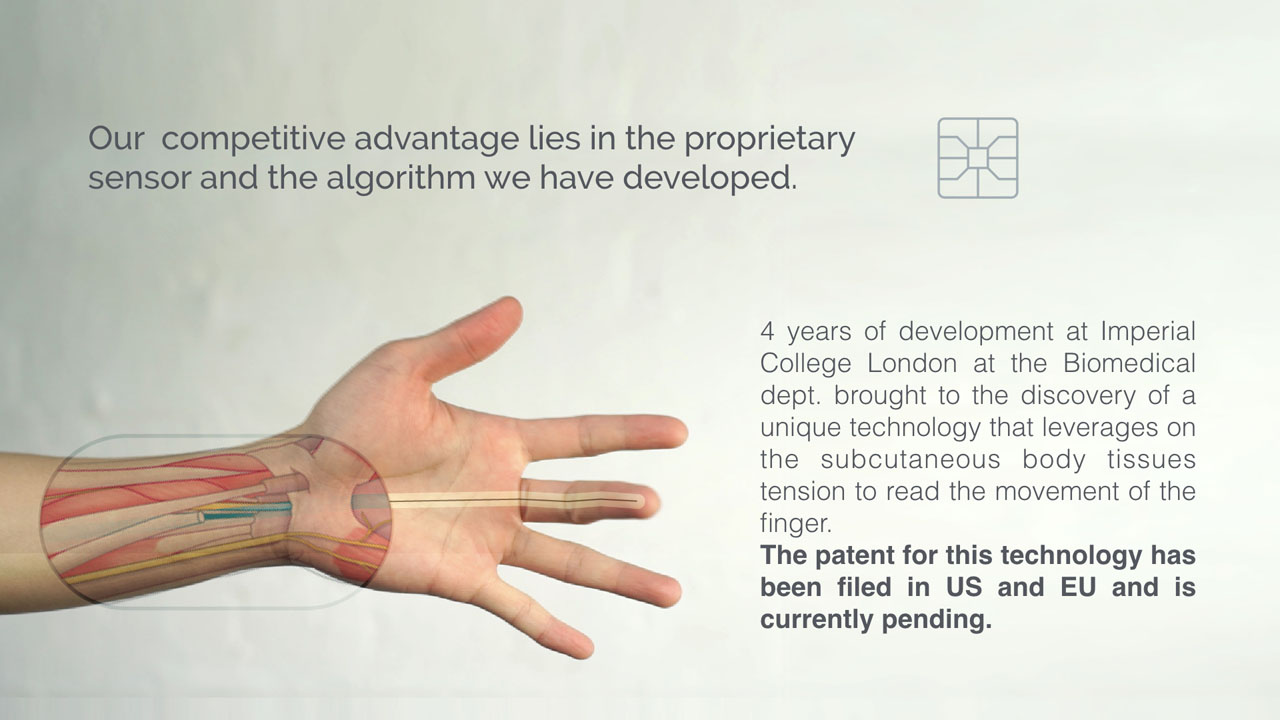 Our  competitive advantage lies in the proprietary
sensor and the algorithm we have developed.
4 years of development at Imperial
College London at the Biomedical
dept. brought to the discovery of a
unique technology that leverages on
the subcutaneous body tissues
tension to read the movement of the
finger.
The patent for this technology has
been filed in US and EU and is
currently pending.